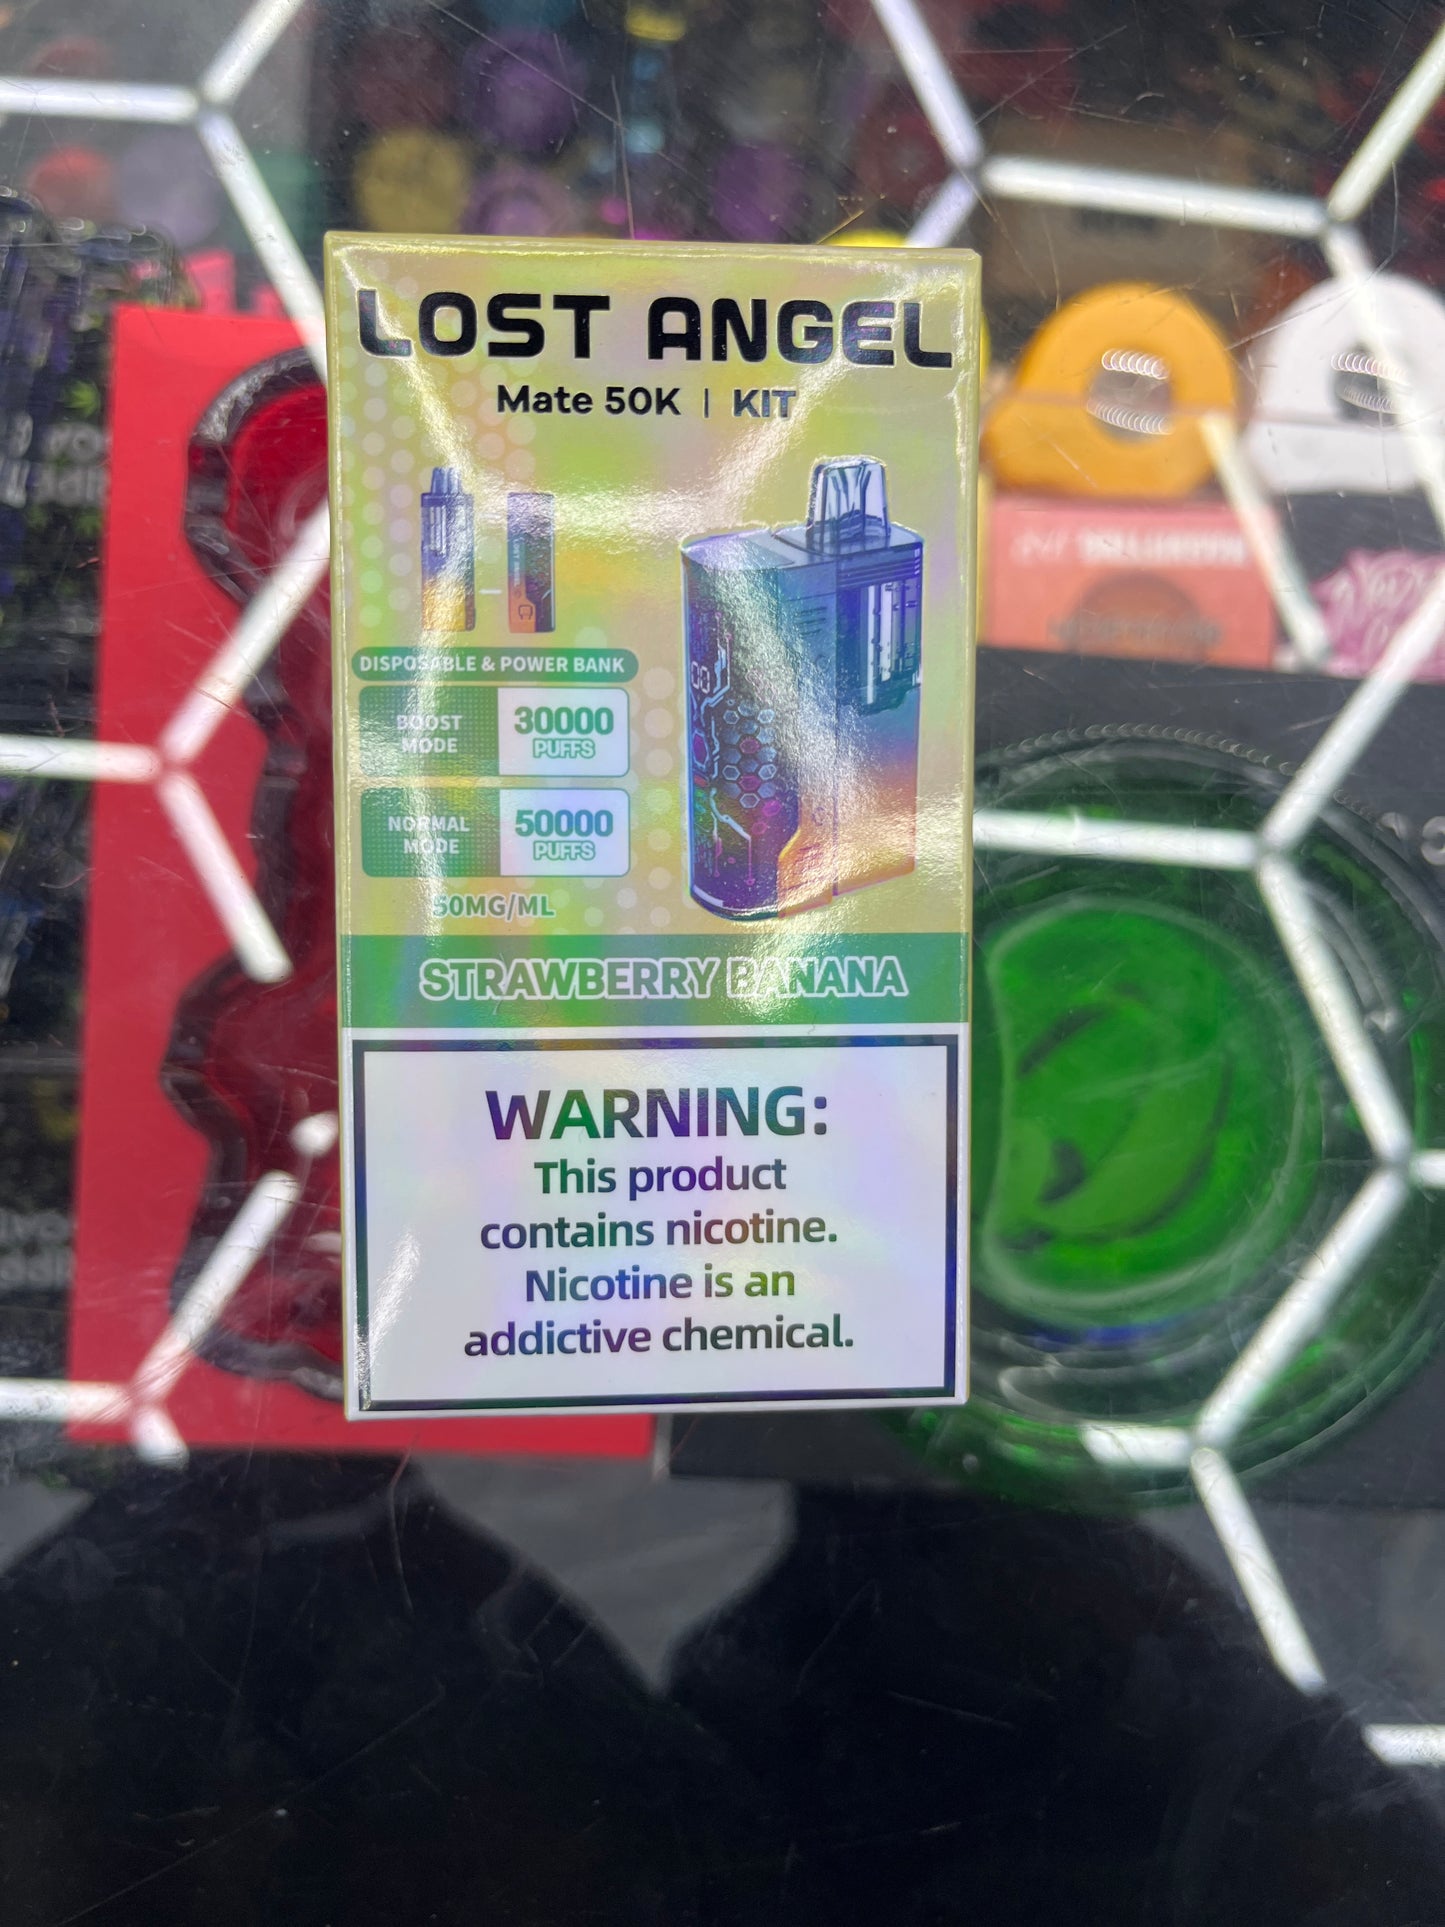 LOST ANGEL
Mate 50K | KIT
DISPOSABLE & POWER BANK
BOOST
MODE
30000
PUFFS
NORMAL
MODE
50000
PUFFS
50MG/ML
STRAWBERRY BANANA
WARNING:
This product
contains nicotine.
Nicotine is an
addictive chemical.